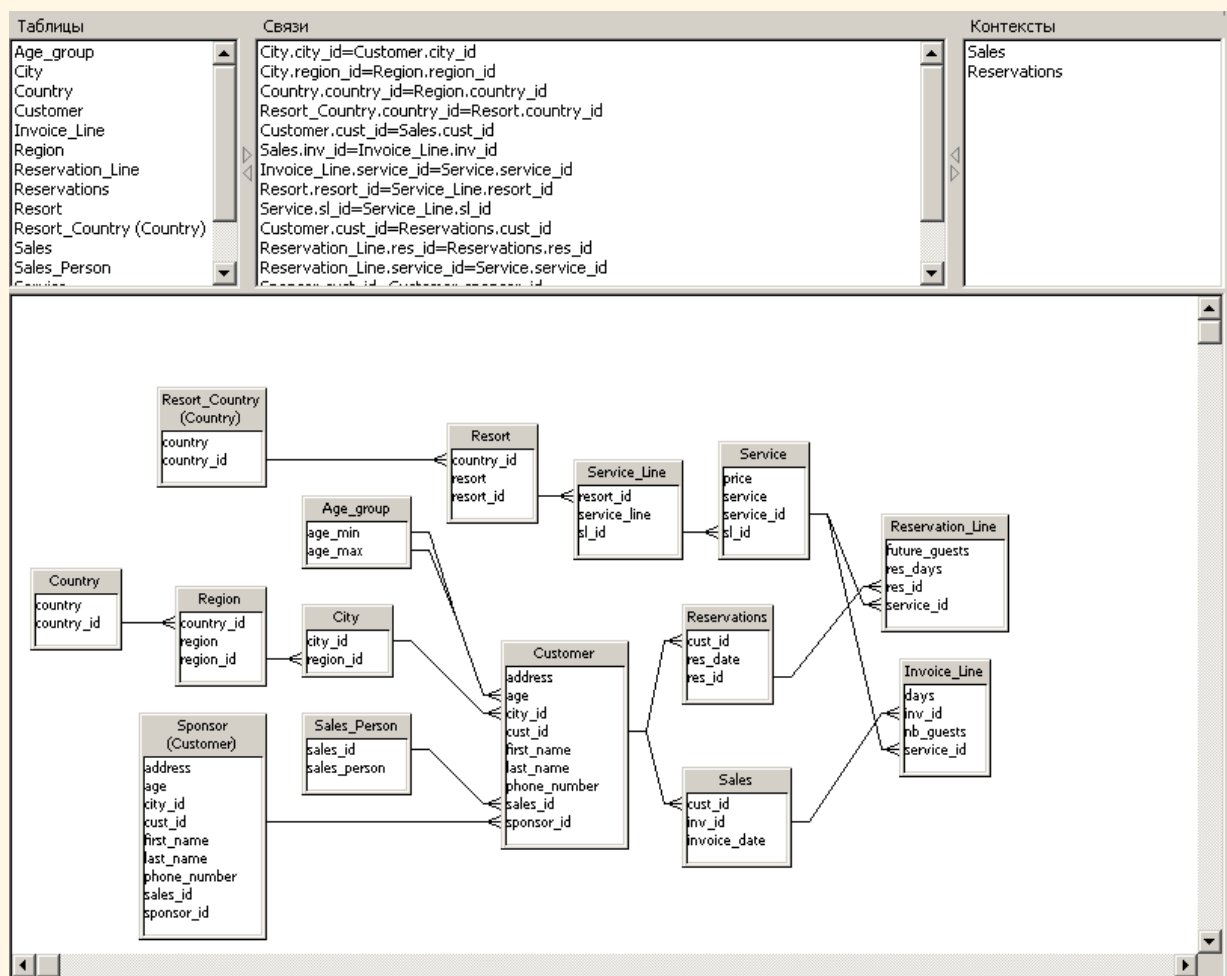 Таблицы
Связи
Контексты
Age_group
City
Country
Customer
Invoice_Line
Region
Reservation_Line
Reservations
Resort
Resort_Country (Country)
Sales
Sales_Person
City.city_id=Customer.city_id
City.region_id=Region.region_id
Country.country_id=Region.country_id
Resort_Country.country_id=Resort.country_id
Customer.cust_id=Sales.cust_id
Sales.inv_id=Invoice_Line.inv_id
Invoice_Line.service_id=Service.service_id
Resort.resort_id=Service_Line.resort_id
Service.sl_id=Service_Line.sl_id
Customer.cust_id=Reservations.cust_id
Reservation_Line.res_id=Reservations.res_id
Reservation_Line.service_id=Service.service_id
Sales
Reservations
Resort_Country
(Country)
country
country_id
Resort
country_id
resort
resort_id
Service_Line
resort_id
service_line
sl_id
Service
price
service
service_id
sl_id
Reservation_Line
future_guests
res_days
res_id
service_id
Age_group
age_min
age_max
Country
country
country_id
Region
country_id
region
region_id
City
city_id
region_id
Customer
address
age
city_id
cust_id
first_name
last_name
phone_number
sales_id
sponsor_id
Reservations
cust_id
res_date
res_id
Invoice_Line
days
inv_id
nb_guests
service_id
Sponsor
(Customer)
address
age
city_id
cust_id
first_name
last_name
phone_number
sales_id
sponsor_id
Sales_Person
sales_id
sales_person
Sales
cust_id
inv_id
invoice_date